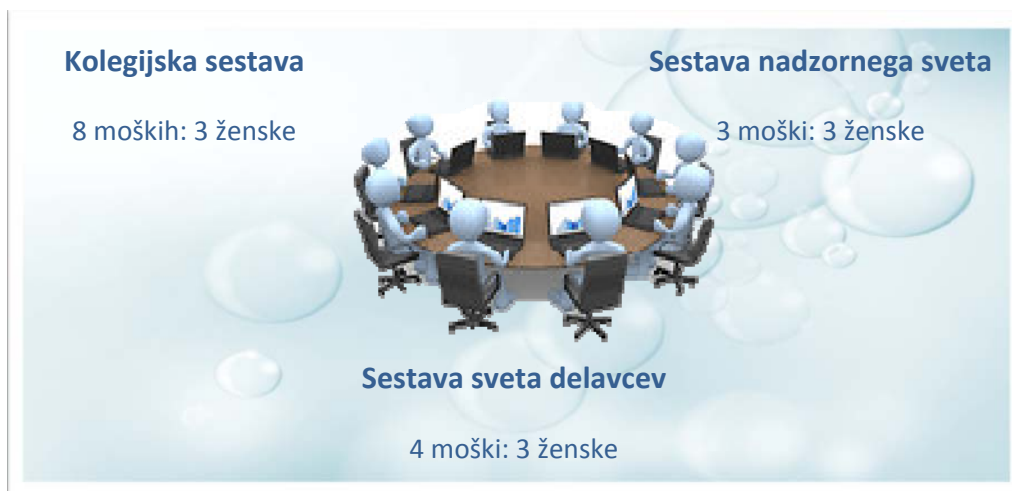 Kolegijska sestava
8 moških: 3 ženske
Sestava nadzornega sveta
3 moški: 3 ženske
Sestava sveta delavcev
4 moški: 3 ženske